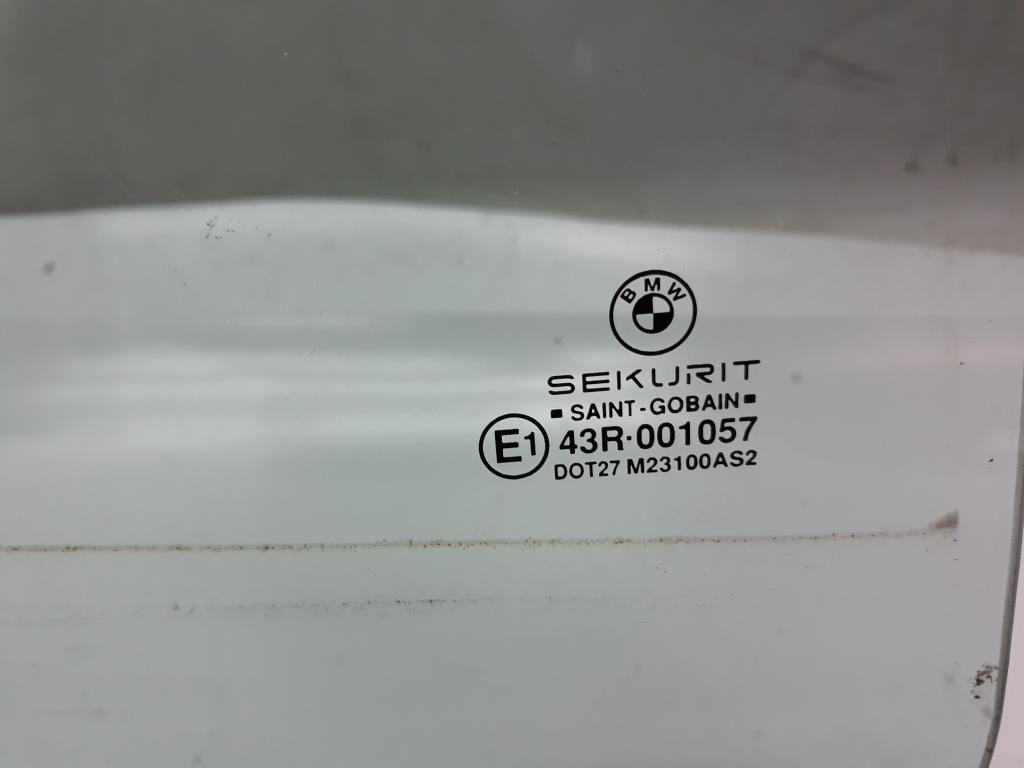 BMW
SEKURIT
SAINT-GOBAIN
E1 43R·001057
DOT27 M23100AS2